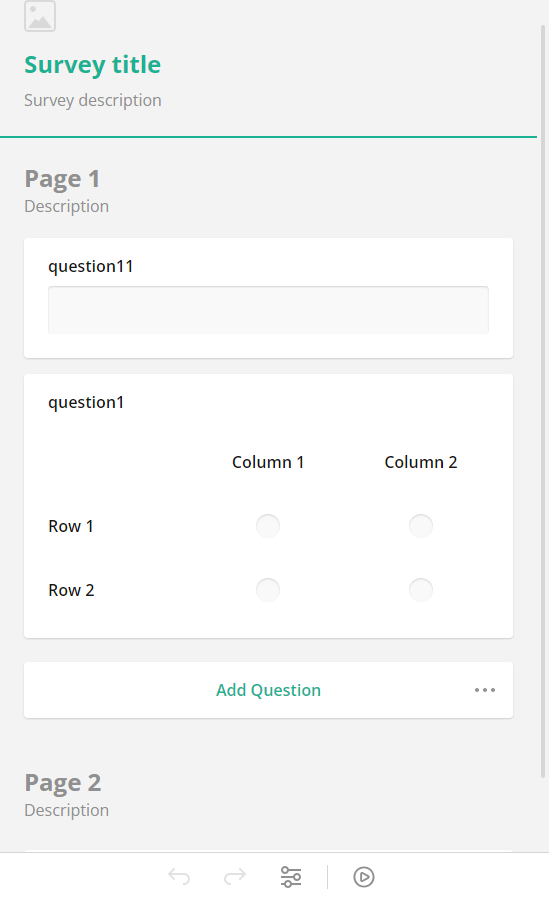 Survey title
Survey description
Page 1
Description
question11
question1
Column 1 Column 2
Row 1
Row 2
Add Question
Page 2
Description